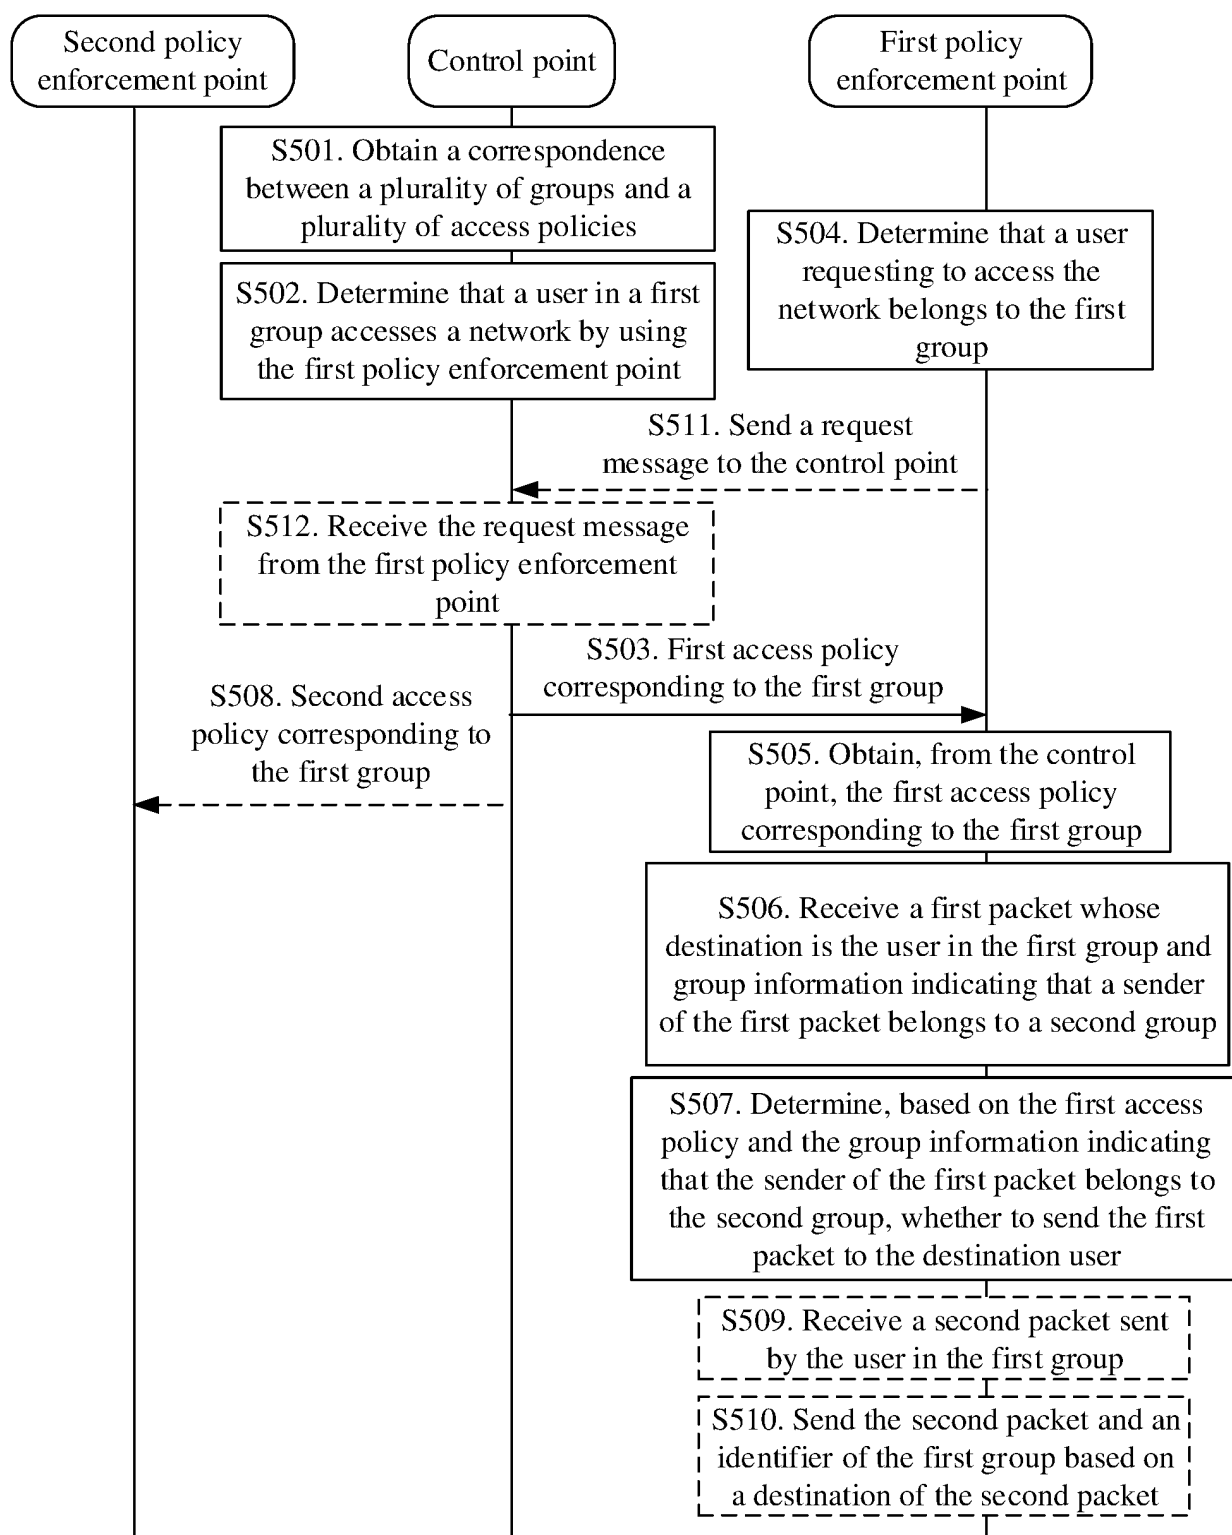 Second policy
enforcement point
Control point
First policy
enforcement point
S501. Obtain a correspondence
between a plurality of groups and a
plurality of access policies
S504. Determine that a user
requesting to access the
network belongs to the first
group
S502. Determine that a user in a first
group accesses a network by using
the first policy enforcement point
S511. Send a request
message to the control point
S512. Receive the request message
from the first policy enforcement
point
S503. First access policy
corresponding to the first group
S508. Second access
policy corresponding to
the first group
S505. Obtain, from the control
point, the first access policy
corresponding to the first group
S506. Receive a first packet whose
destination is the user in the first group and
group information indicating that a sender
of the first packet belongs to a second group
S507. Determine, based on the first access
policy and the group information indicating
that the sender of the first packet belongs to
the second group, whether to send the first
packet to the destination user
S509. Receive a second packet sent
by the user in the first group
S510. Send the second packet and an
identifier of the first group based on
a destination of the second packet